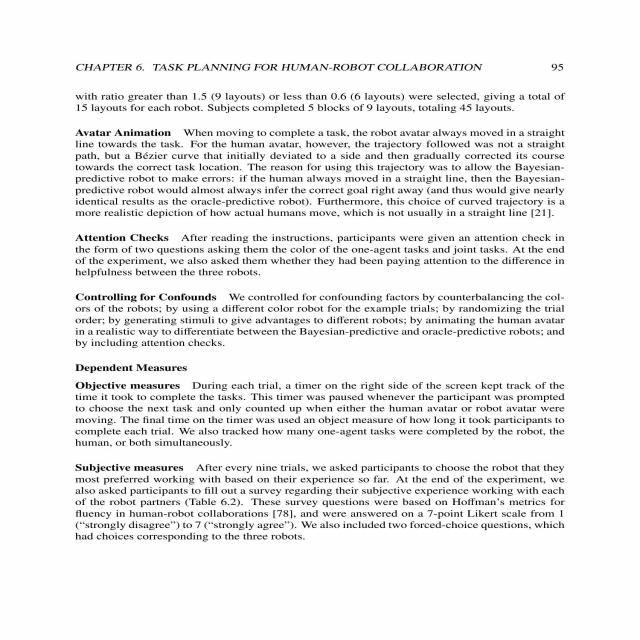 CHAPTER 6. TASK PLANNING FOR HUMAN-ROBOT COLLABORATION 95
with ratio greater than 1.5 (9 layouts) or less than 0.6 (6 layouts) were selected, giving a total of
15 layouts for each robot. Subjects completed 5 blocks of 9 layouts, totaling 45 layouts.
Avatar Animation When moving to complete a task, the robot avatar always moved in a straight
line towards the task. For the human avatar, however, the trajectory followed was not a straight
path, but a Bézier curve that initially deviated to a side and then gradually corrected its course
towards the correct task location. The reason for using this trajectory was to allow the Bayesian-
predictive robot to make errors: if the human always moved in a straight line, then the Bayesian-
predictive robot would almost always infer the correct goal right away (and thus would give nearly
identical results as the oracle-predictive robot). Furthermore, this choice of curved trajectory is a
more realistic depiction of how actual humans move, which is not usually in a straight line [21].
Attention Checks After reading the instructions, participants were given an attention check in
the form of two questions asking them the color of the one-agent tasks and joint tasks. At the end
of the experiment, we also asked them whether they had been paying attention to the difference in
helpfulness between the three robots.
Controlling for Confounds We controlled for confounding factors by counterbalancing the col-
ors of the robots; by using a different color robot for the example trials; by randomizing the trial
order; by generating stimuli to give advantages to different robots; by animating the human avatar
in a realistic way to differentiate between the Bayesian-predictive and oracle-predictive robots; and
by including attention checks.
Dependent Measures
Objective measures During each trial, a timer on the right side of the screen kept track of the
time it took to complete the tasks. This timer was paused whenever the participant was prompted
to choose the next task and only counted up when either the human avatar or robot avatar were
moving. The final time on the timer was used an object measure of how long it took participants to
complete each trial. We also tracked how many one-agent tasks were completed by the robot, the
human, or both simultaneously.
Subjective measures After every nine trials, we asked participants to choose the robot that they
most preferred working with based on their experience so far. At the end of the experiment, we
also asked participants to fill out a survey regarding their subjective experience working with each
of the robot partners (Table 6.2). These survey questions were based on Hoffman's metrics for
fluency in human-robot collaborations [78], and were answered on a 7-point Likert scale from 1
(“strongly disagree”) to 7 (“strongly agree”). We also included two forced-choice questions, which
had choices corresponding to the three robots.